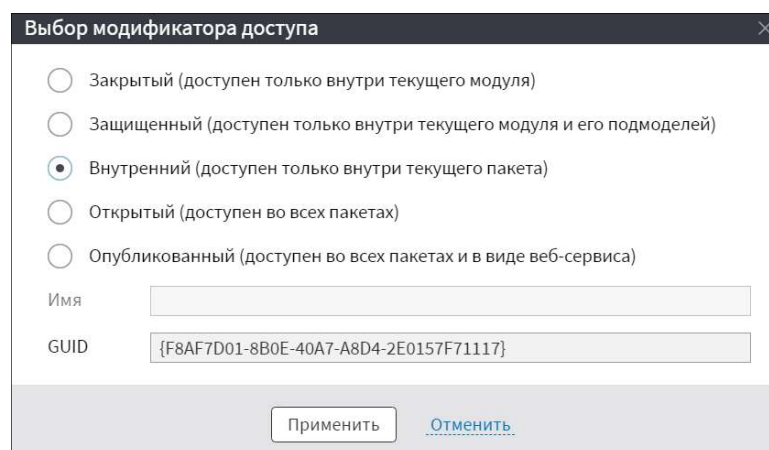 Выбор модификатора доступа
Закрытый (доступен только внутри текущего модуля)
Защищенный (доступен только внутри текущего модуля и его подмоделей)
Внутренний (доступен только внутри текущего пакета)
Открытый (доступен во всех пакетах)
Опубликованный (доступен во всех пакетах и в виде веб-сервиса)
Имя
GUID {F8AF7D01-8B0E-40A7-A8D4-2E0157F71117}
Применить Отменить